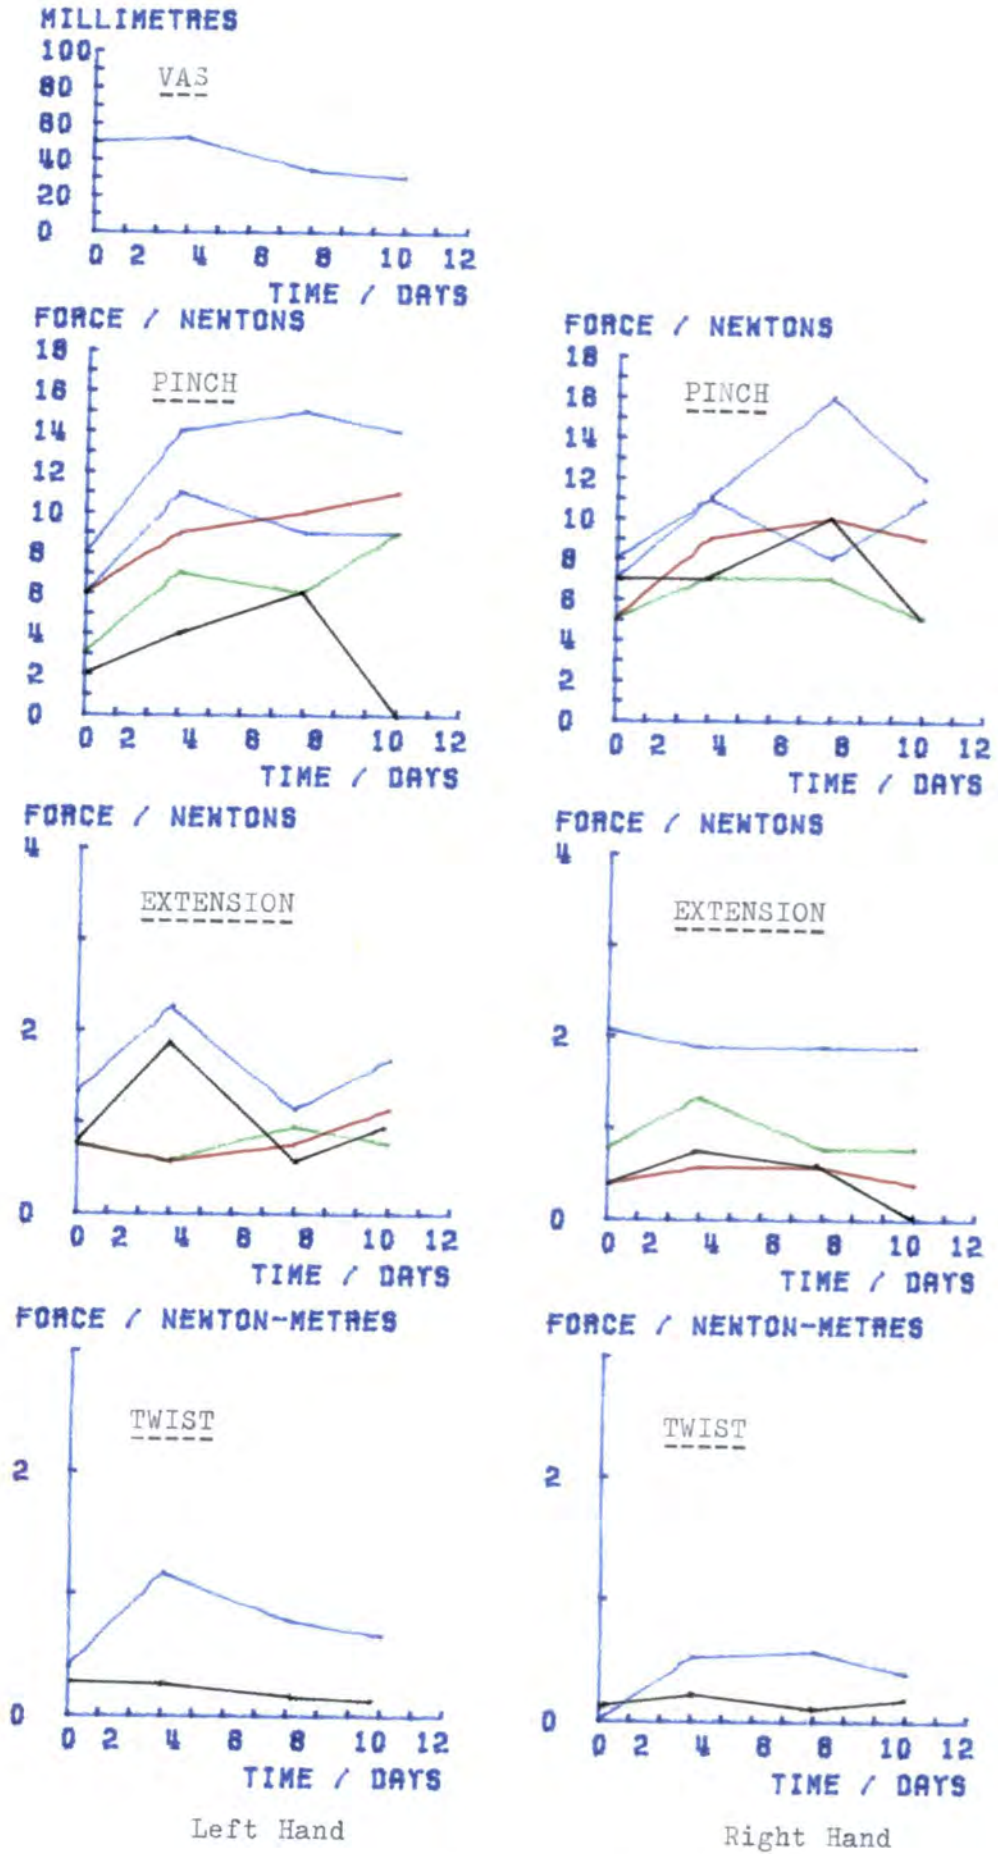 MILLIMETRES
100
VAS
80
60
40
20
0
0 2 4 6 8 10 12
TIME / DAYS
FORCE / NEWTONS
18
PINCH
16
14
12
10
8
6
4
2
0
0 2 4 6 8 10 12
TIME / DAYS
FORCE / NEWTONS
18
PINCH
16
14
12
10
8
6
4
2
0
0 2 4 6 8 10 12
TIME / DAYS
FORCE / NEWTONS
4
EXTENSION
2
0
0 2 4 6 8 10 12
TIME / DAYS
FORCE / NEWTONS
4
EXTENSION
2
0
0 2 4 6 8 10 12
TIME / DAYS
FORCE / NEWTON-METRES
TWIST
2
0
0 2 4 6 8 10 12
TIME / DAYS
Left Hand
FORCE / NEWTON-METRES
TWIST
2
0
0 2 4 6 8 10 12
TIME / DAYS
Right Hand